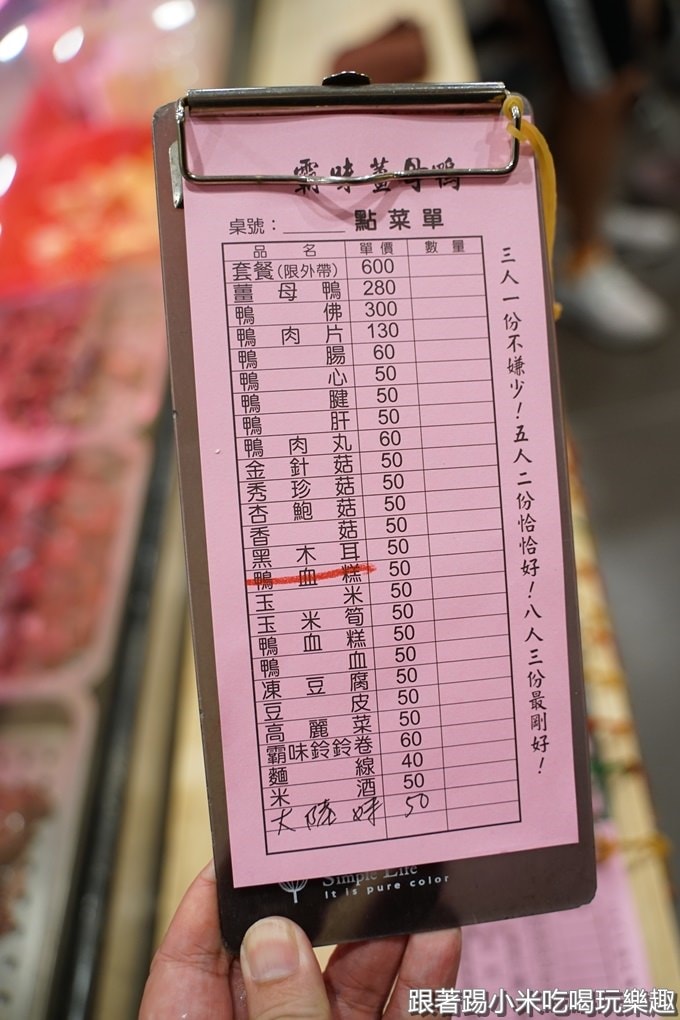 霸味薑母鴨
桌號：______ 點菜單
品名 單價 數量
套餐(限外帶) 600
薑母鴨 280
鴨佛 300
鴨肉片 130
鴨腸 60
鴨心 50
鴨腱 50
鴨肝 50
鴨肉丸 60
金針菇 50
秀珍菇 50
杏鮑菇 50
香菇 50
黑木耳 50
鴨血糕 50
玉米 50
玉米筍 50
鴨血糕 50
鴨血 50
凍豆腐 50
豆皮 50
高麗菜 50
霸味鈴鈴卷 60
麵線 40
米酒 50
大陸妹 50
三人一份不嫌少！五人二份恰恰好！八人三份最剛好！
Simple Life
It is pure color
跟著踢小米吃喝玩樂趣